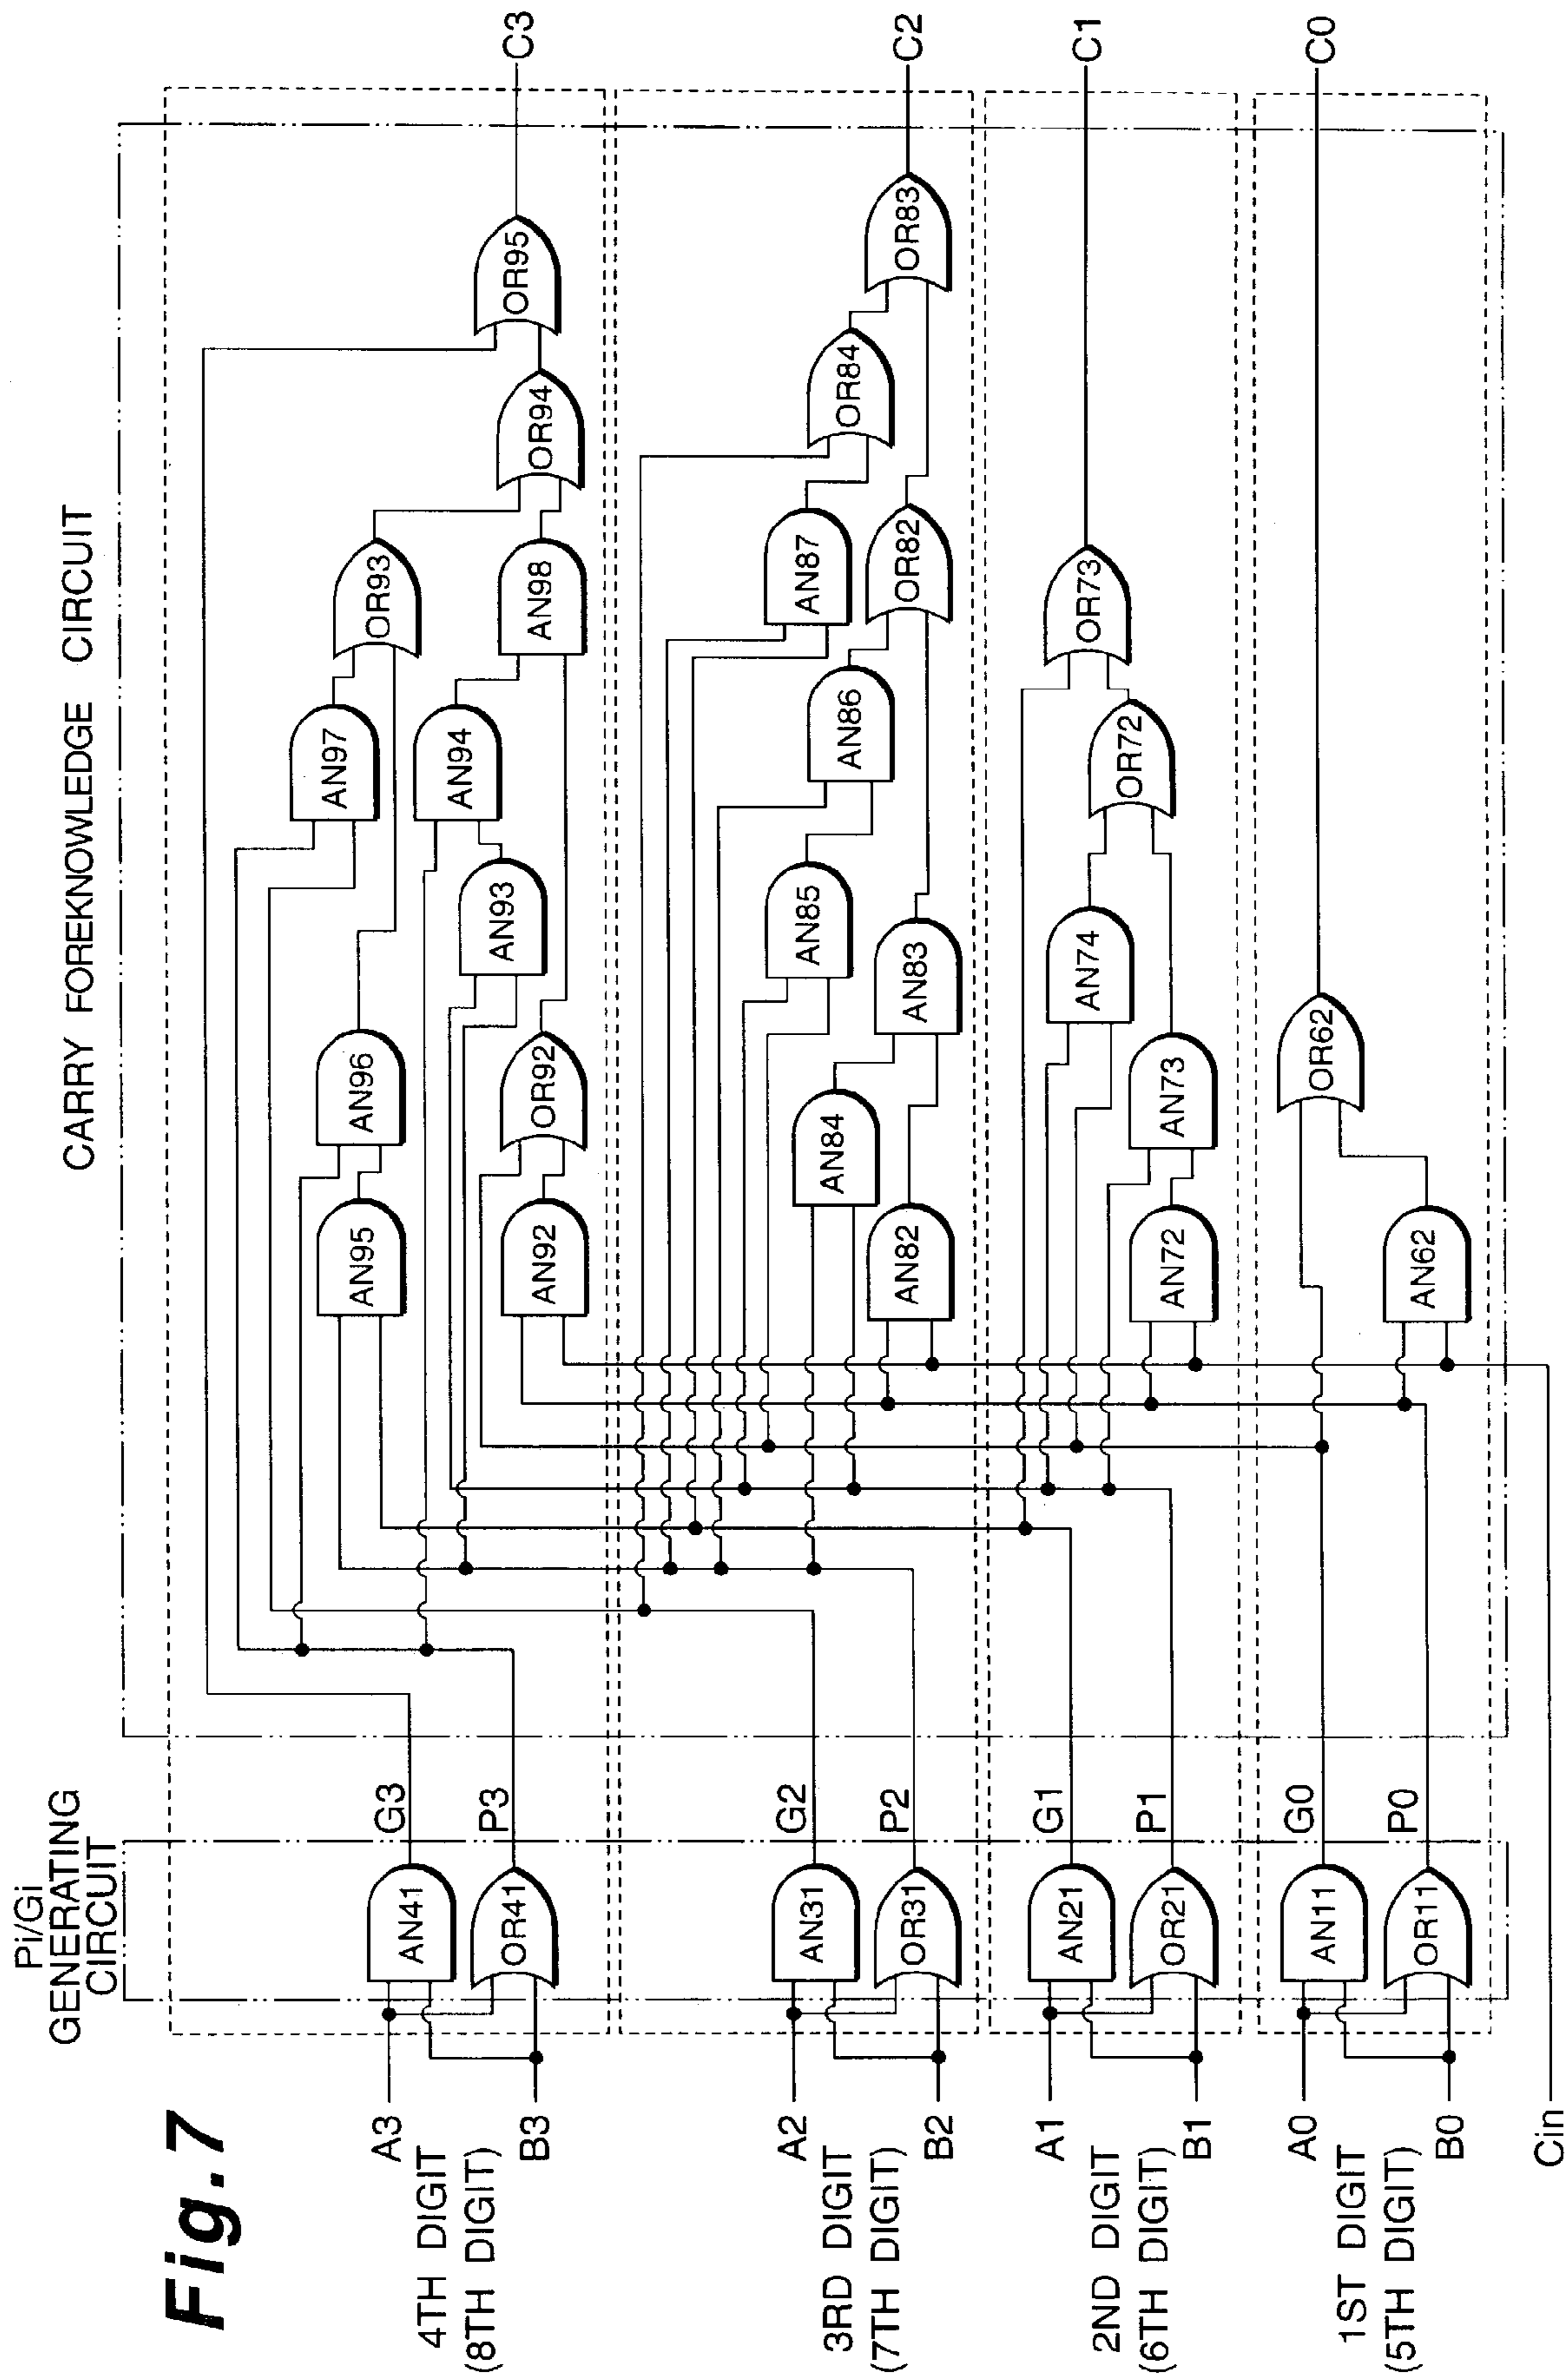 Fig.7
Pi/Gi
GENERATING
CIRCUIT
CARRY FOREKNOWLEDGE CIRCUIT
A3
4TH DIGIT
(8TH DIGIT)
B3
AN41
OR41
G3
P3
AN95
AN96
AN97
OR93
AN92
OR92
AN93
AN94
AN98
OR94
OR95
C3
A2
3RD DIGIT
(7TH DIGIT)
B2
AN31
OR31
G2
P2
AN84
AN82
AN83
AN85
AN86
AN87
OR82
OR84
OR83
C2
A1
2ND DIGIT
(6TH DIGIT)
B1
AN21
OR21
G1
P1
AN72
AN73
AN74
OR72
OR73
C1
A0
1ST DIGIT
(5TH DIGIT)
B0
AN11
OR11
G0
P0
AN62
OR62
C0
Cin